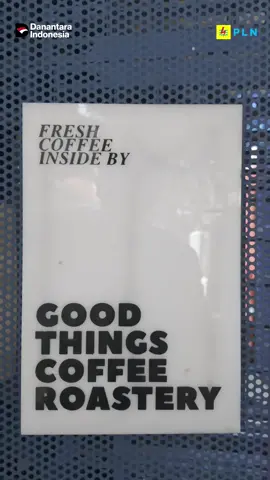 Danantara
Indonesia
PLN
FRESH
COFFEE
INSIDE BY
GOOD
THINGS
COFFEE
ROASTERY